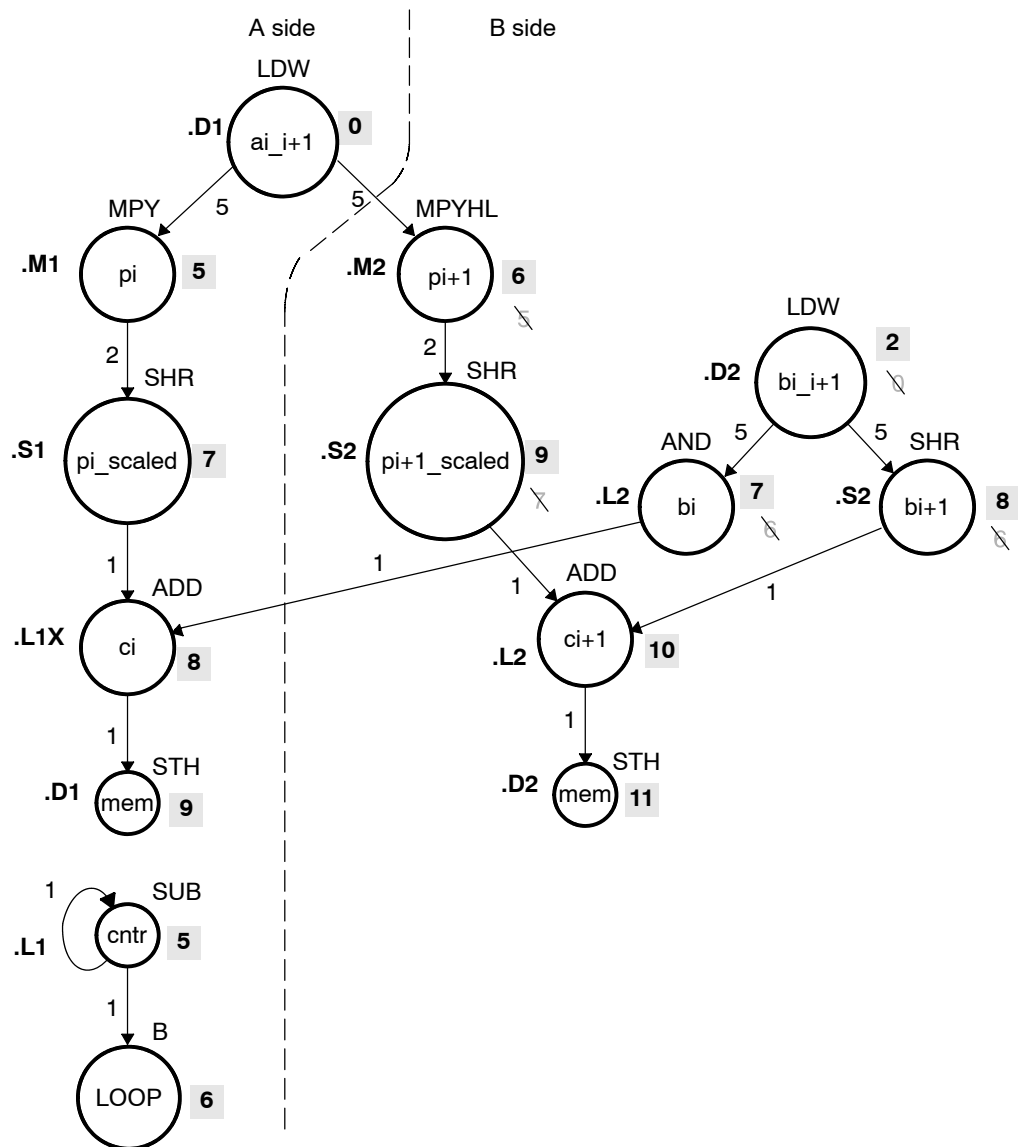 A side
B side
LDW
.D1
ai_i+1
0
5
5
MPY
MPYHL
.M1
pi
5
.M2
pi+1
6
5
LDW
.D2
bi_i+1
2
0
2
SHR
2
SHR
5
5
.S1
pi_scaled
7
.S2
pi+1_scaled
9
7
AND
.L2
bi
7
6
SHR
.S2
bi+1
8
6
1
1
1
1
ADD
.L1X
ci
8
ADD
.L2
ci+1
10
1
1
STH
.D1
mem
9
STH
.D2
mem
11
1
SUB
.L1
cntr
5
1
B
LOOP
6